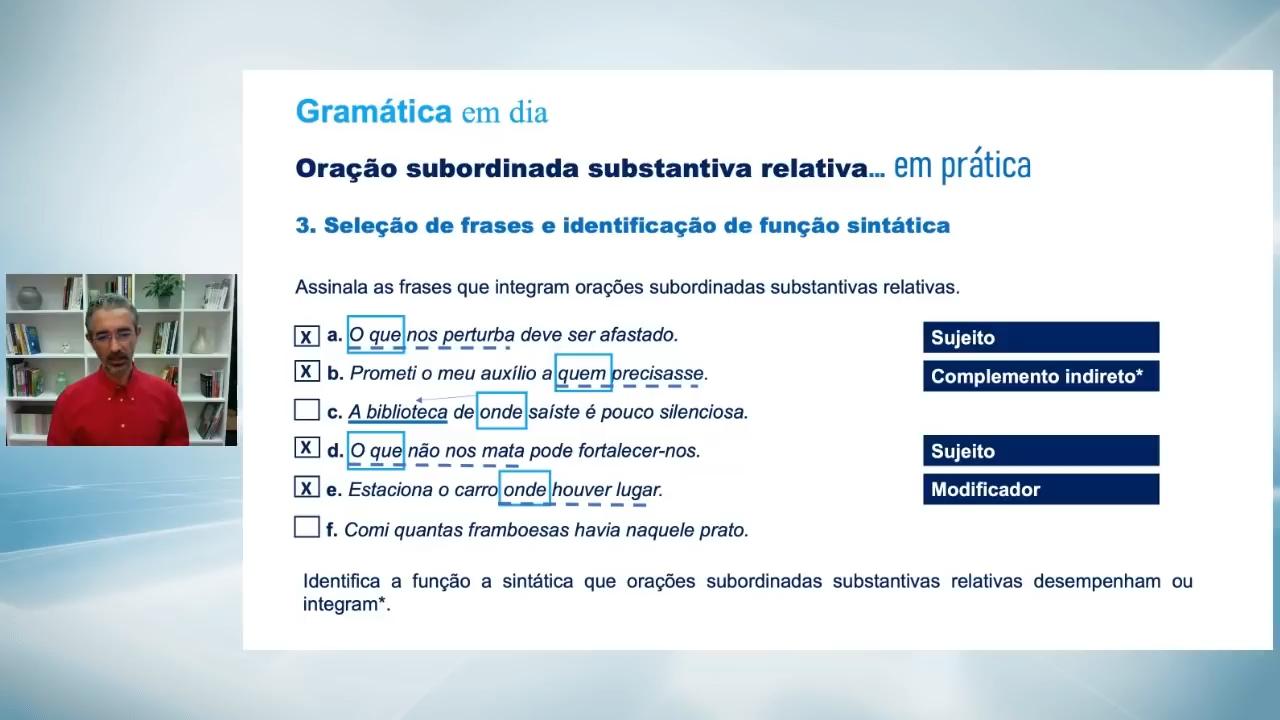 Gramática em dia
Oração subordinada substantiva relativa... em prática
3. Seleção de frases e identificação de função sintática
Assinala as frases que integram orações subordinadas substantivas relativas.
X a. O que nos perturba deve ser afastado. Sujeito
X b. Prometi o meu auxílio a quem precisasse. Complemento indireto*
c. A biblioteca de onde saíste é pouco silenciosa.
X d. O que não nos mata pode fortalecer-nos. Sujeito
X e. Estaciona o carro onde houver lugar. Modificador
f. Comi quantas framboesas havia naquele prato.
Identifica a função a sintática que orações subordinadas substantivas relativas desempenham ou
integram*.